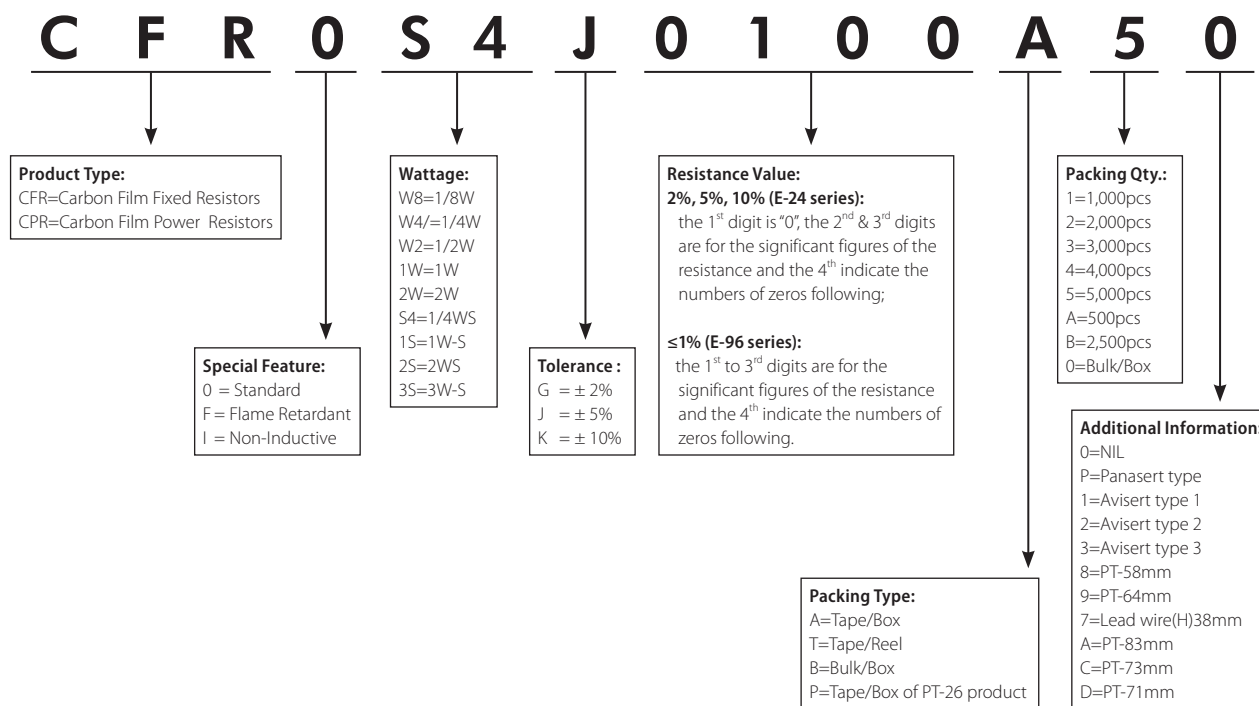 C F R 0 S 4 J 0 1 0 0 A 5 0
Product Type:
CFR=Carbon Film Fixed Resistors
CPR=Carbon Film Power Resistors
Wattage:
W8=1/8W
W4/=1/4W
W2=1/2W
1W=1W
2W=2W
S4=1/4WS
1S=1W-S
2S=2WS
3S=3W-S
Resistance Value:
2%, 5%, 10% (E-24 series):
the 1st digit is "0", the 2nd & 3rd digits
are for the significant figures of the
resistance and the 4th indicate the
numbers of zeros following;
≤1% (E-96 series):
the 1st to 3rd digits are for the
significant figures of the resistance
and the 4th indicate the numbers of
zeros following.
Packing Qty.:
1=1,000pcs
2=2,000pcs
3=3,000pcs
4=4,000pcs
5=5,000pcs
A=500pcs
B=2,500pcs
0=Bulk/Box
Special Feature:
0 = Standard
F = Flame Retardant
I = Non-Inductive
Tolerance :
G = ± 2%
J = ± 5%
K = ± 10%
Additional Information:
0=NIL
P=Panasert type
1=Avisert type 1
2=Avisert type 2
3=Avisert type 3
8=PT-58mm
9=PT-64mm
7=Lead wire(H)38mm
A=PT-83mm
C=PT-73mm
D=PT-71mm
Packing Type:
A=Tape/Box
T=Tape/Reel
B=Bulk/Box
P=Tape/Box of PT-26 product